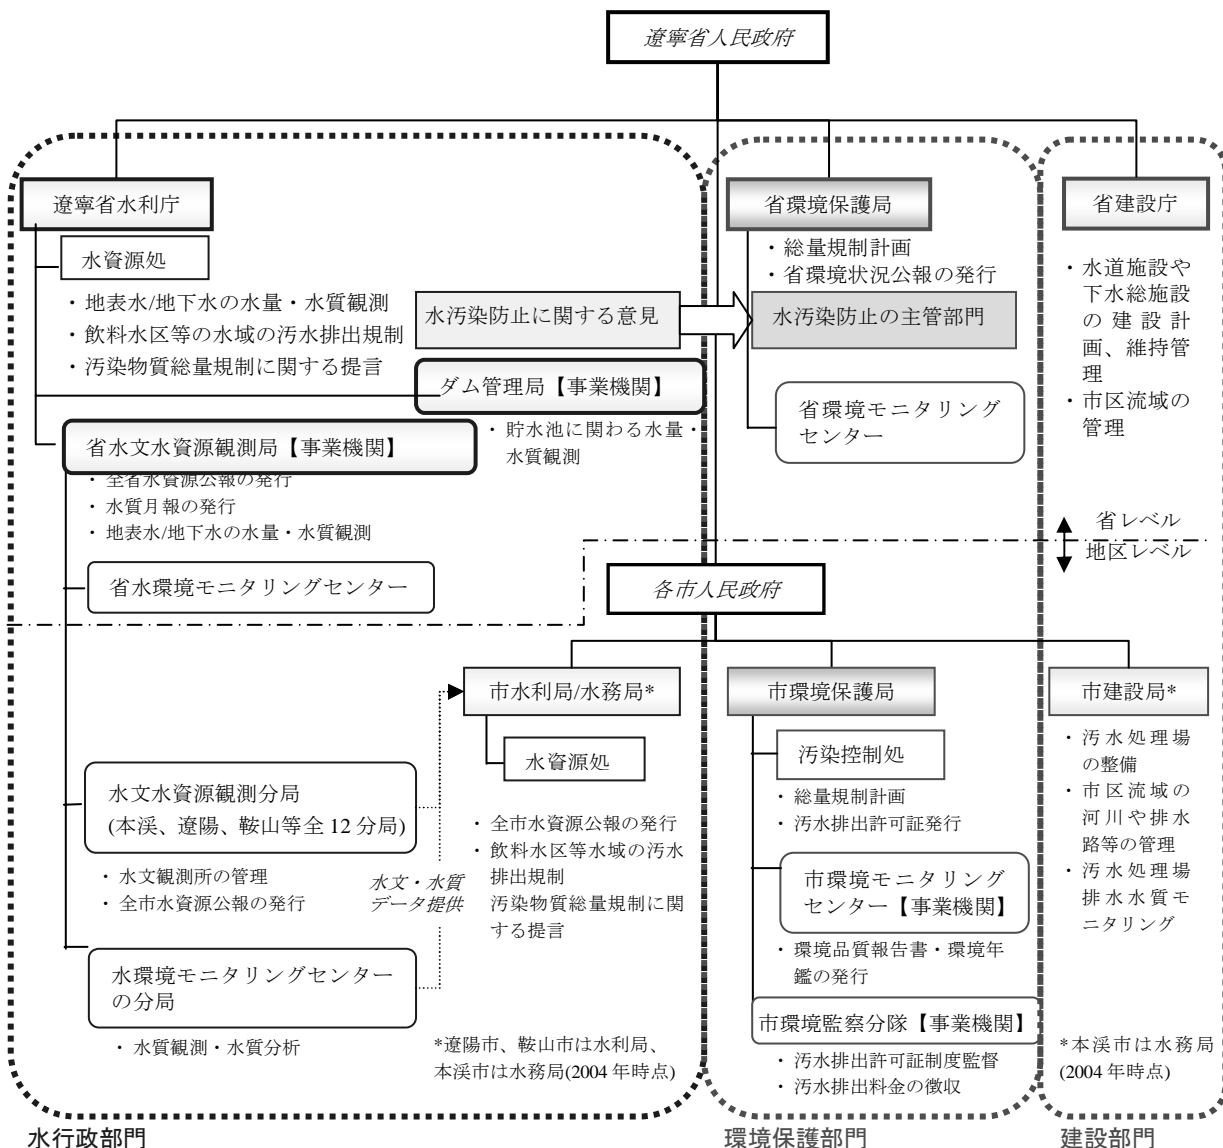 遼寧省人民政府
遼寧省水利庁
水資源処
・地表水/地下水の水量・水質観測
・飲料水区等の水域の汚水排出規制
・汚染物質総量規制に関する提言
水汚染防止に関する意見
ダム管理局【事業機関】
・貯水池に関わる水量・
水質観測
省水文水資源観測局【事業機関】
・全省水資源公報の発行
・水質月報の発行
・地表水/地下水の水量・水質観測
省水環境モニタリングセンター
省環境保護局
・総量規制計画
・省環境状況公報の発行
水汚染防止の主管部門
省環境モニタリング
センター
省建設庁
・水道施設や
下水総施設
の建設計
画、維持管
理
・市区流域の
管理
省レベル
地区レベル
各市人民政府
市水利局/水務局*
水資源処
・全市水資源公報の発行
・飲料水区等水域の汚水
排出規制
汚染物質総量規制に関
する提言
水文水資源観測分局
(本渓、遼陽、鞍山等全 12 分局)
・水文観測所の管理
・全市水資源公報の発行
水文・水質
データ提供
水環境モニタリングセンター
の分局
・水質観測・水質分析
*遼陽市、鞍山市は水利局、
本渓市は水務局(2004 年時点)
市環境保護局
汚染控制処
・総量規制計画
・汚水排出許可証発行
市環境モニタリング
センター【事業機関】
・環境品質報告書・環境年
鑑の発行
市環境監察分隊【事業機関】
・汚水排出許可証制度監督
・汚水排出料金の徴収
市建設局*
・汚水処理場
の整備
・市区流域の
河川や排水
路等の管理
・汚水処理場
排水水質モ
ニタリング
*本渓市は水務局
(2004 年時点)
水行政部門
環境保護部門
建設部門